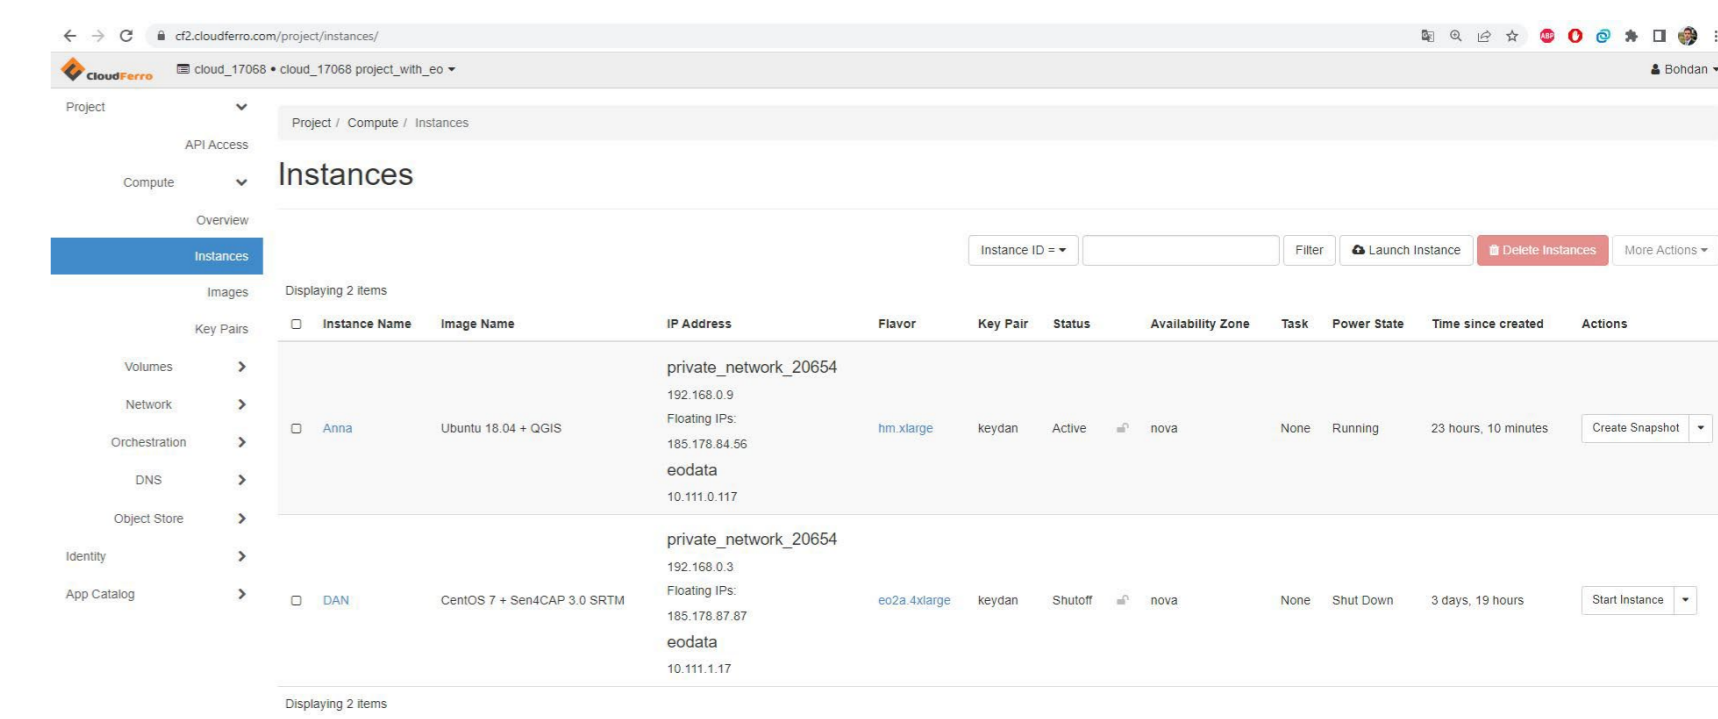 cf2.cloudferro.com/project/instances/
CloudFerro cloud_17068 • cloud_17068 project_with_eo Bohdan
Project
API Access
Compute
Overview
Instances
Images
Key Pairs
Volumes
Network
Orchestration
DNS
Object Store
Identity
App Catalog
Project / Compute / Instances
Instances
Instance ID = Filter Launch Instance Delete Instances More Actions
Displaying 2 items
Instance Name Image Name IP Address Flavor Key Pair Status Availability Zone Task Power State Time since created Actions
private_network_20654
192.168.0.9
Floating IPs:
Anna Ubuntu 18.04 + QGIS hm.xlarge keydan Active nova None Running 23 hours, 10 minutes Create Snapshot
185.178.84.56
eodata
10.111.0.117
private_network_20654
192.168.0.3
Floating IPs:
DAN CentOS 7 + Sen4CAP 3.0 SRTM eo2a.4xlarge keydan Shutoff nova None Shut Down 3 days, 19 hours Start Instance
185.178.87.87
eodata
10.111.1.17
Displaying 2 items